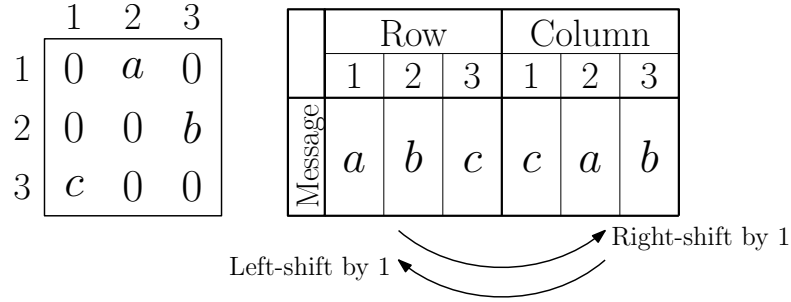 1 2 3
1 0 a 0
2 0 0 b
3 c 0 0
Row Column
1 2 3 1 2 3
Message a b c c a b
Right-shift by 1
Left-shift by 1